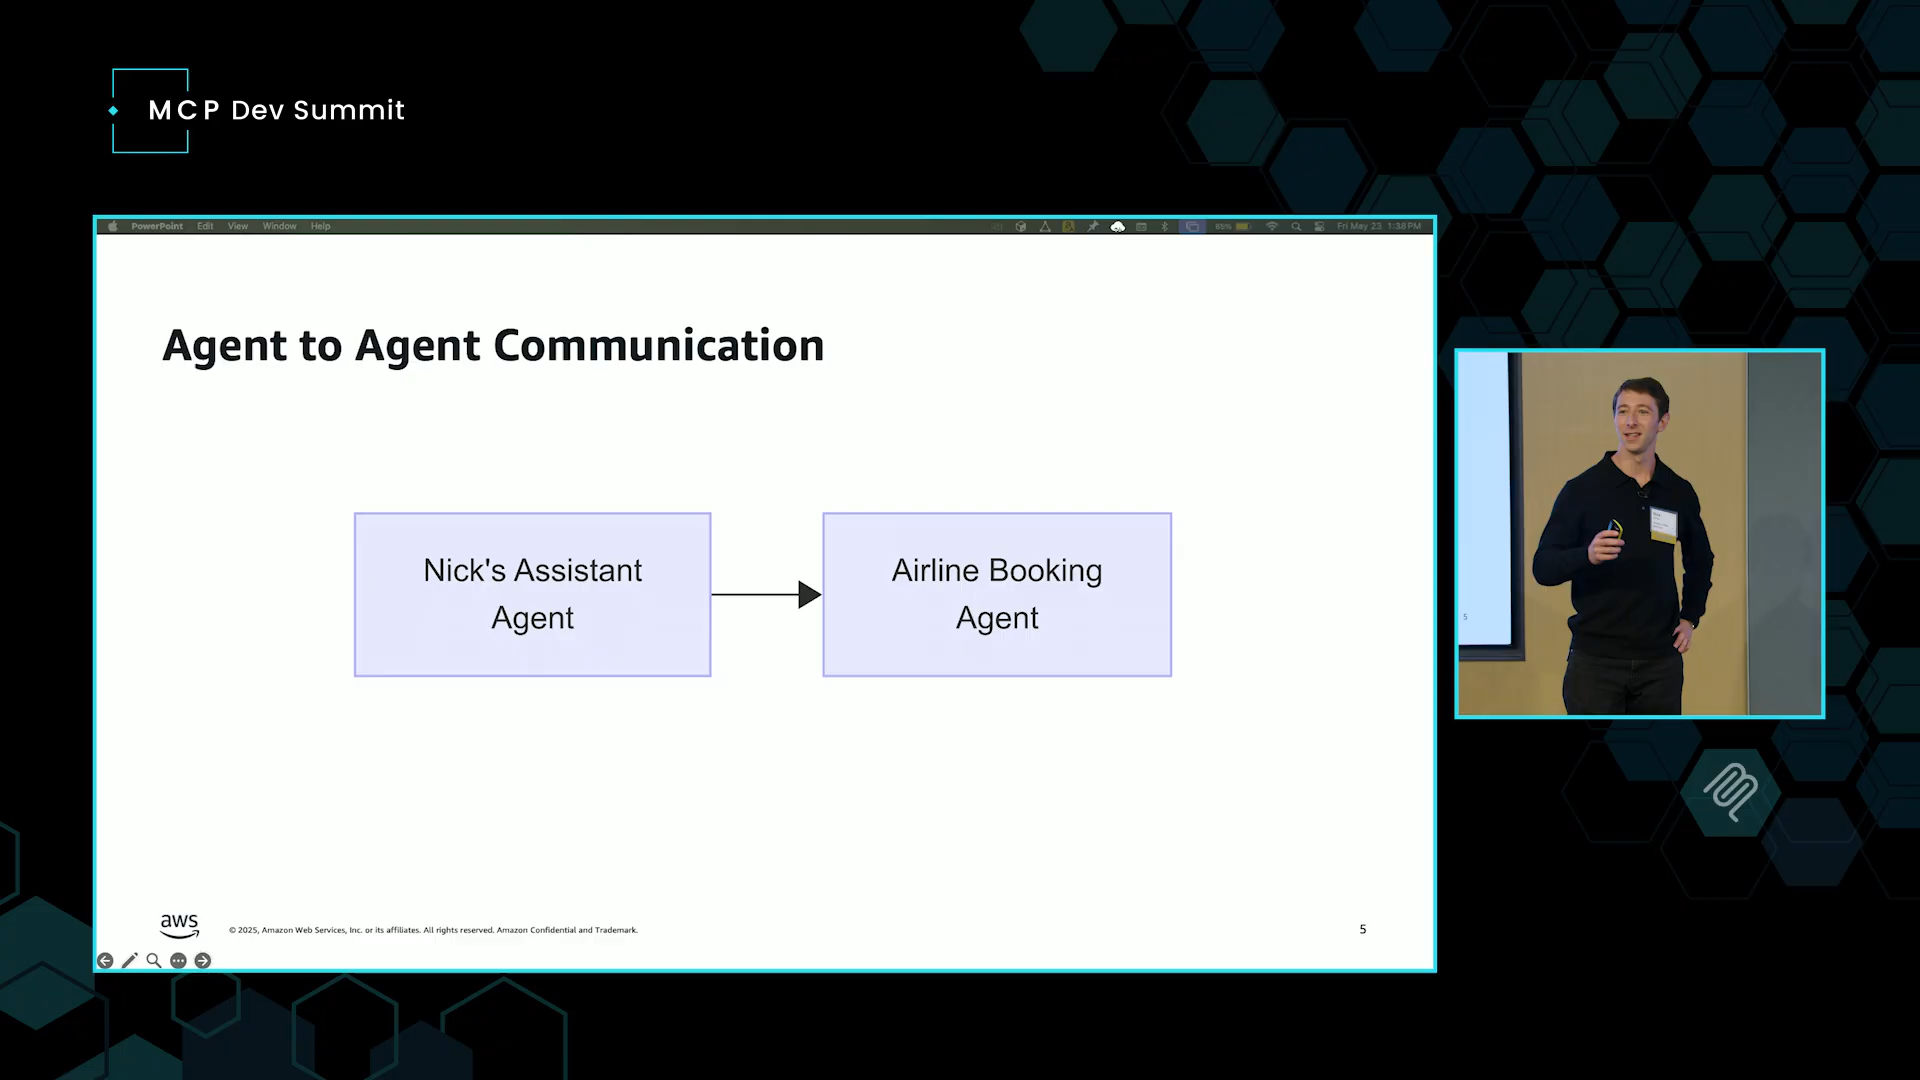 MCP Dev Summit
PowerPoint Edit View Window Help
85% Fri May 23 1:38 PM
Agent to Agent Communication
Nick's Assistant
Agent
Airline Booking
Agent
aws
© 2025, Amazon Web Services, Inc. or its affiliates. All rights reserved. Amazon Confidential and Trademark.
5
5